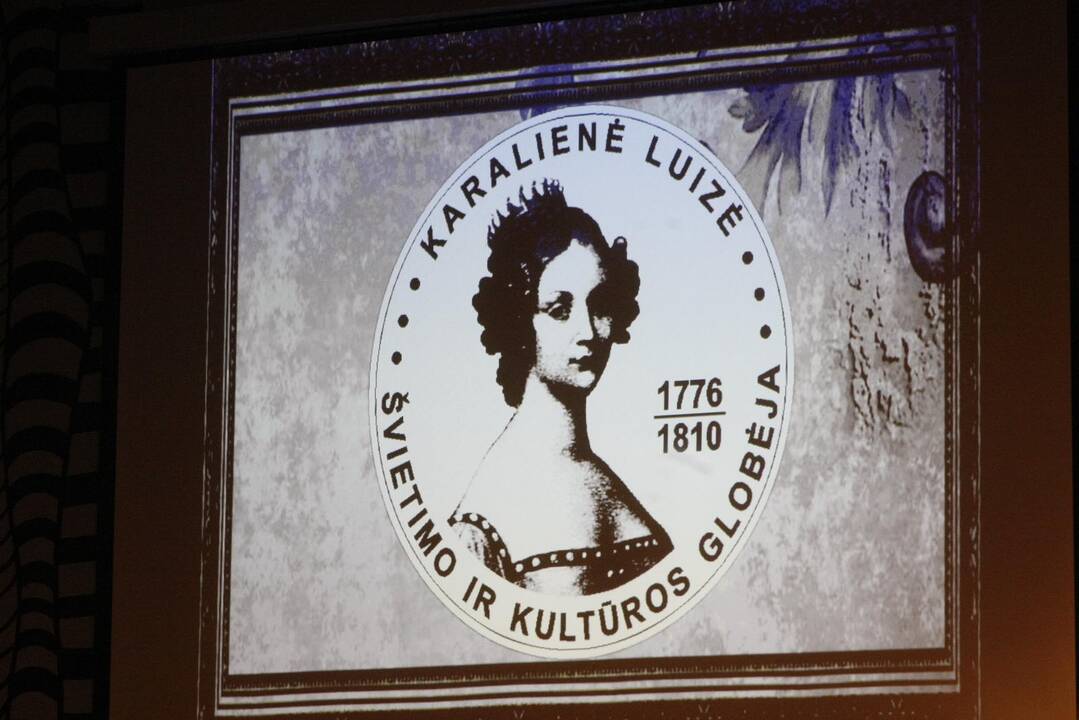 KARALIENĖ LUIZĖ
1776
1810
ŠVIETIMO IR KULTŪROS GLOBĖJA